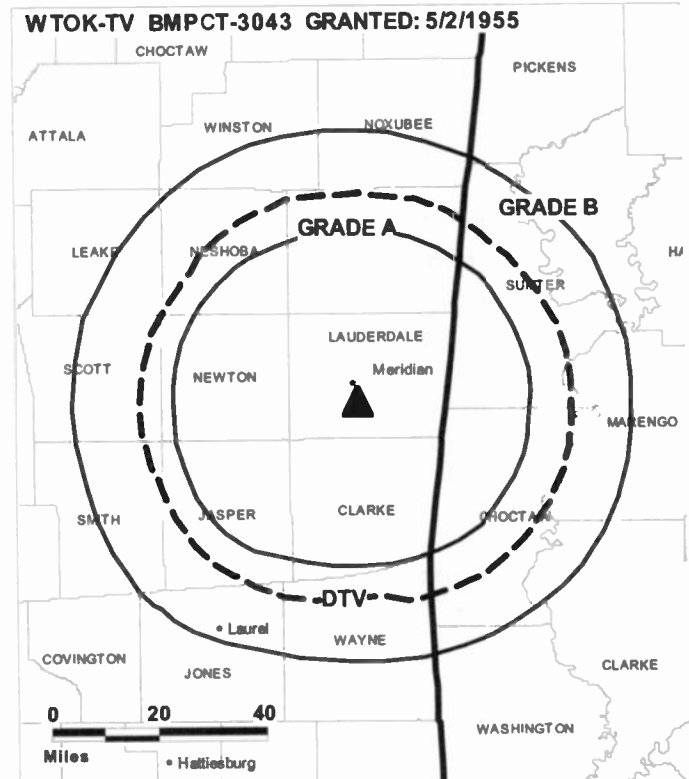 WTOK-TV BMPCT-3043 GRANTED: 5/2/1955
CHOCTAW
PICKENS
ATTALA
WINSTON
NOXUBEE
GRADE B
GRADE A
LEAKE
NESHOBA
HA
SUMTER
LAUDERDALE
SCOTT
NEWTON
Meridian
MARENGO
SMITH
JASPER
CLARKE
CHOCTAW
DTV
Laurel
WAYNE
COVINGTON
JONES
CLARKE
0 20 40
WASHINGTON
Miles
Hattiesburg